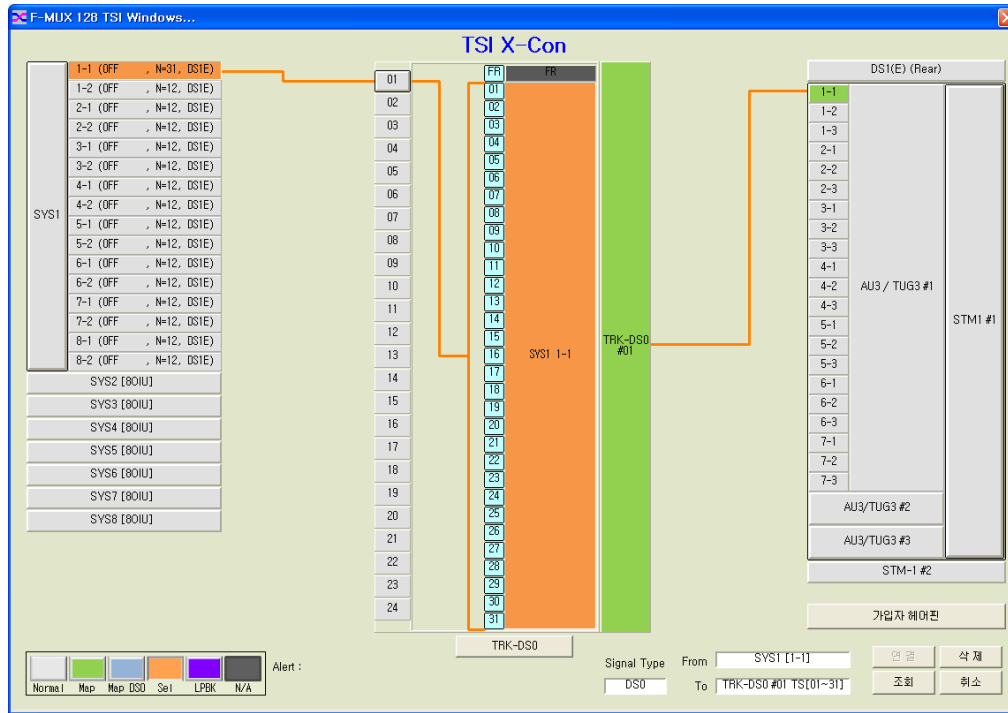 F-MUX 128 TSI Windows...
TSI X-Con
SYS1
1-1 (OFF , N=31, DS1E)
1-2 (OFF , N=12, DS1E)
2-1 (OFF , N=12, DS1E)
2-2 (OFF , N=12, DS1E)
3-1 (OFF , N=12, DS1E)
3-2 (OFF , N=12, DS1E)
4-1 (OFF , N=12, DS1E)
4-2 (OFF , N=12, DS1E)
5-1 (OFF , N=12, DS1E)
5-2 (OFF , N=12, DS1E)
6-1 (OFF , N=12, DS1E)
6-2 (OFF , N=12, DS1E)
7-1 (OFF , N=12, DS1E)
7-2 (OFF , N=12, DS1E)
8-1 (OFF , N=12, DS1E)
8-2 (OFF , N=12, DS1E)
SYS2 [8OIU]
SYS3 [8OIU]
SYS4 [8OIU]
SYS5 [8OIU]
SYS6 [8OIU]
SYS7 [8OIU]
SYS8 [8OIU]
01
02
03
04
05
06
07
08
09
10
11
12
13
14
15
16
17
18
19
20
21
22
23
24
FR
01
02
03
04
05
06
07
08
09
10
11
12
13
14
15
16
17
18
19
20
21
22
23
24
25
26
27
28
29
30
31
FR
SYS1 1-1
TRK-DS0
#01
TRK-DS0
DS1(E) (Rear)
1-1
1-2
1-3
2-1
2-2
2-3
3-1
3-2
3-3
4-1
4-2
4-3
5-1
5-2
5-3
6-1
6-2
6-3
7-1
7-2
7-3
AU3 / TUG3 #1
AU3/TUG3 #2
AU3/TUG3 #3
STM1 #1
STM-1 #2
가입자 헤어핀
Normal Map Map DS0 Sel LPBK N/A
Alert :
Signal Type
DS0
From SYS1 [1-1]
To TRK-DS0 #01 TS[01~31]
연 결 삭 제
조회 취소